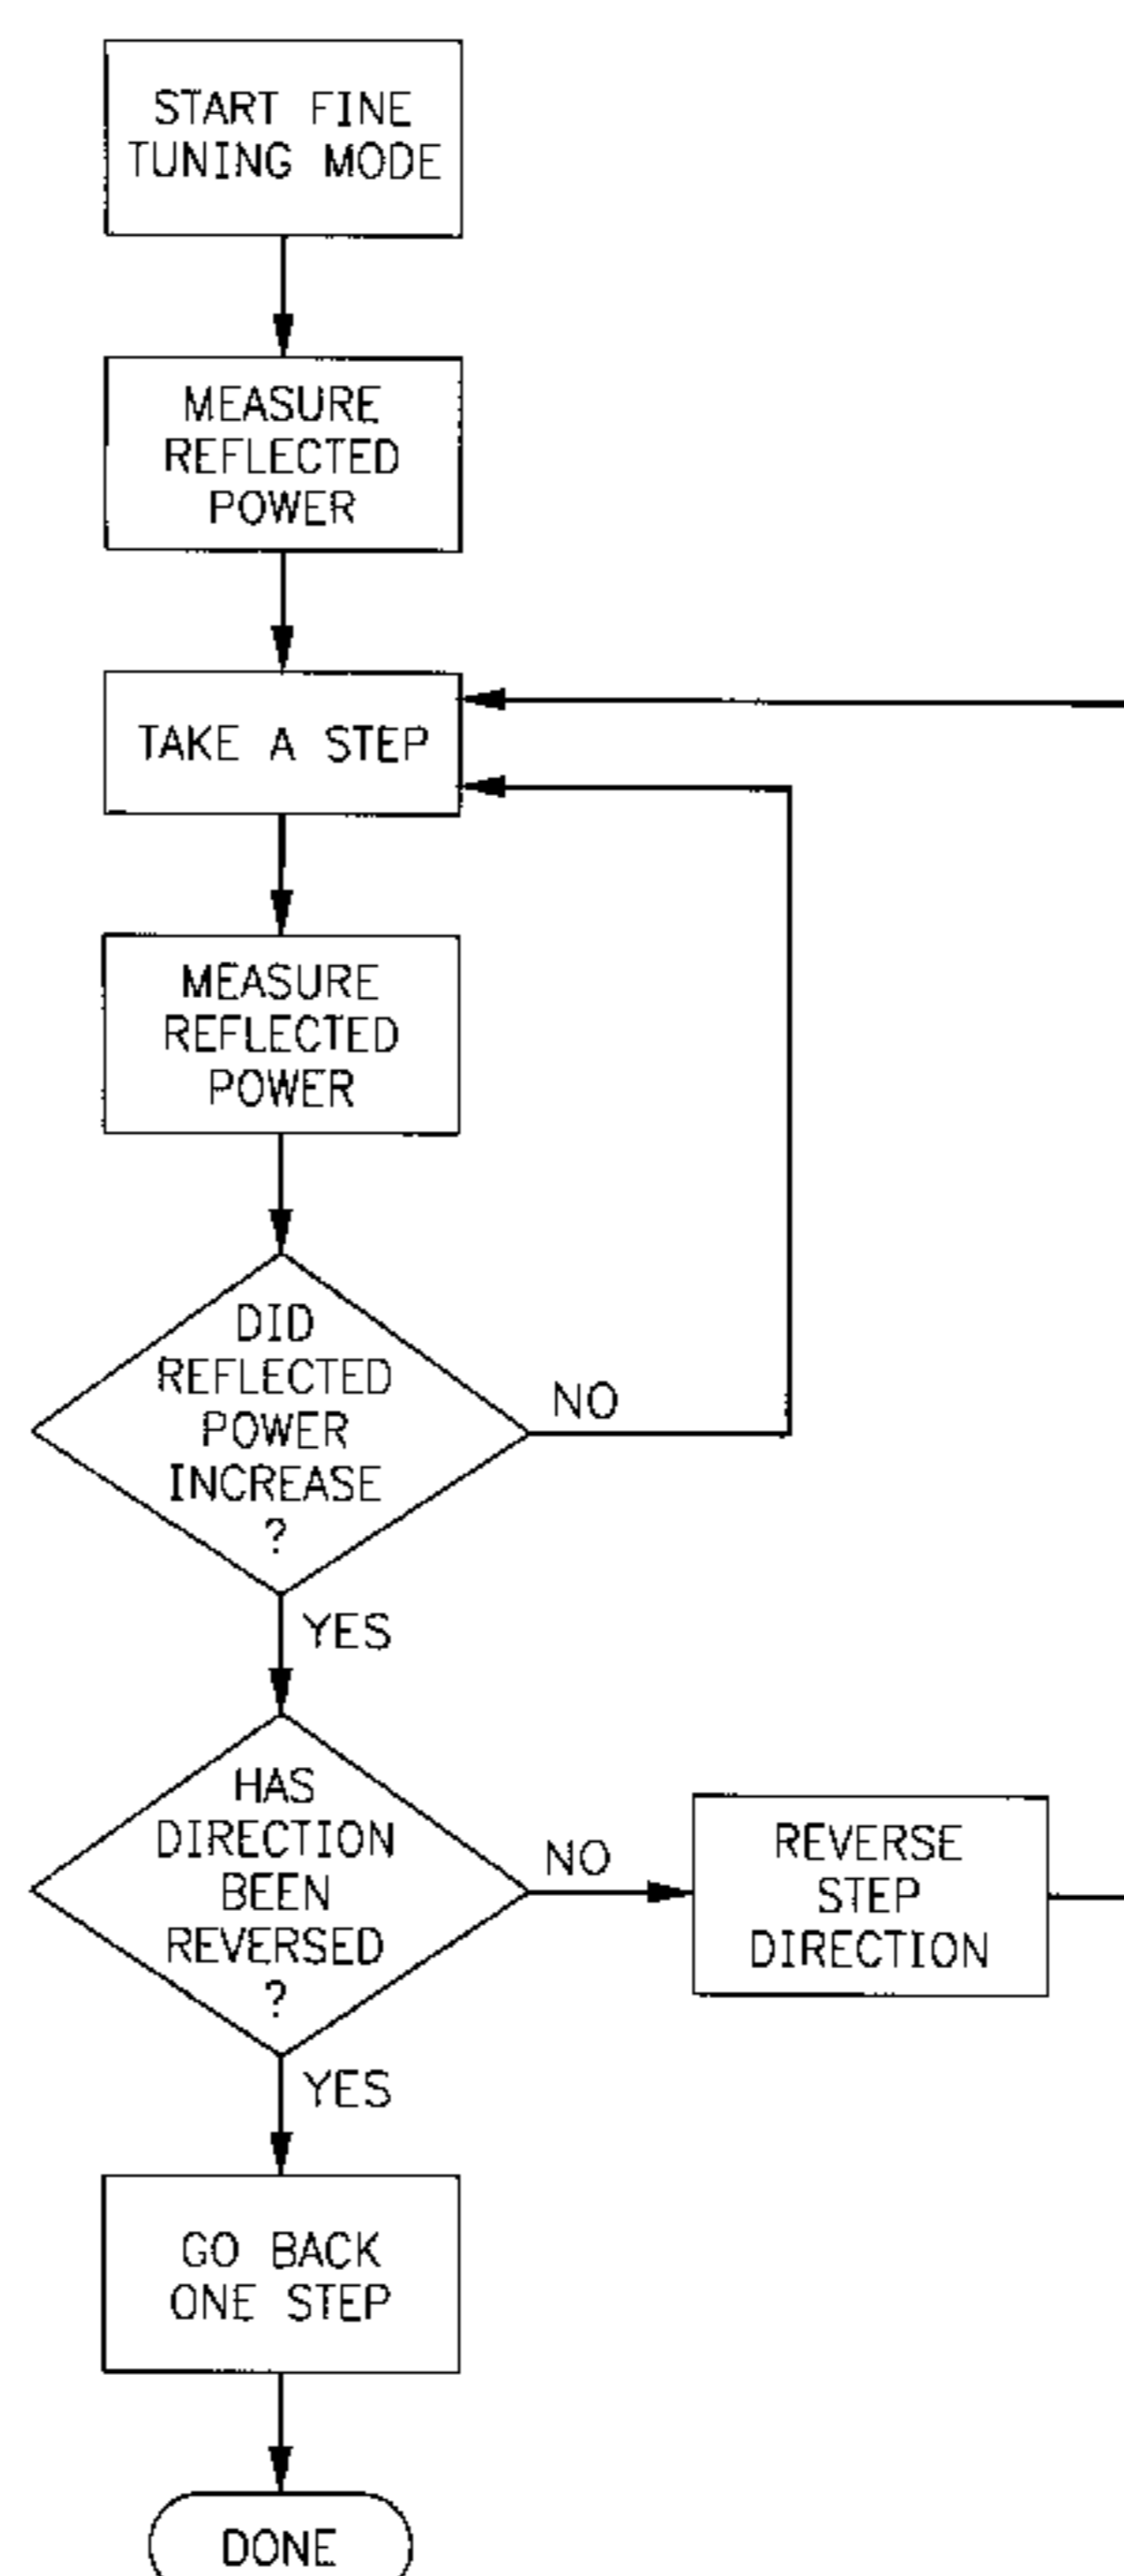 START FINE
TUNING MODE
MEASURE
REFLECTED
POWER
TAKE A STEP
MEASURE
REFLECTED
POWER
DID
REFLECTED
POWER
INCREASE
?
NO
YES
HAS
DIRECTION
BEEN
REVERSED
?
NO
REVERSE
STEP
DIRECTION
YES
GO BACK
ONE STEP
DONE